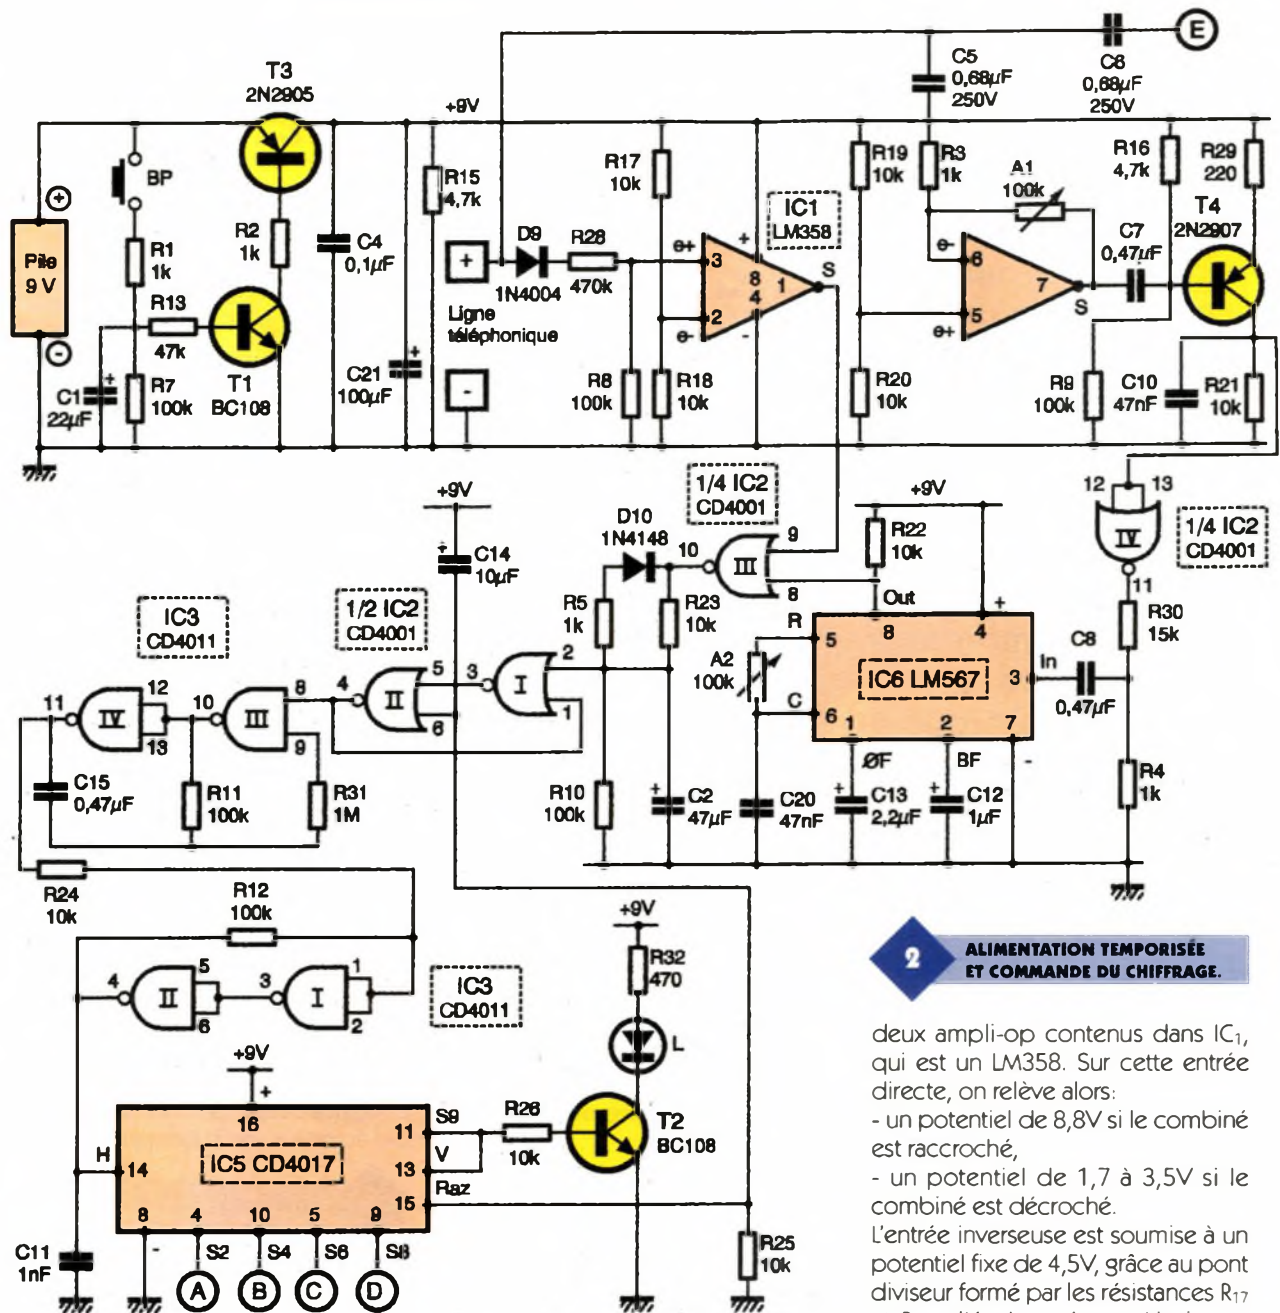 T3
2N2905
+9V
C5
0,68µF
250V
C6
0,68µF
250V
E
BP
Pile
9 V
+
-
R1
1k
R2
1k
R13
47k
C1
22µF
R7
100k
T1
BC108
C4
0,1µF
C21
100µF
R15
4,7k
+
Ligne
téléphonique
-
D9
1N4004
R28
470k
R17
10k
R8
100k
R18
10k
IC1
LM358
e+
3
2
e-
+
8
4
1
-
S
R19
10k
R3
1k
A1
100k
e-
6
5
e+
7
S
R20
10k
C7
0,47µF
R16
4,7k
R29
220
T4
2N2907
R9
100k
C10
47nF
R21
10k
12
13
IV
11
1/4 IC2
CD4001
R30
15k
C8
0,47µF
R4
1k
+9V
C14
10µF
D10
1N4148
1/4 IC2
CD4001
9
10
III
8
+9V
R22
10k
Out
8
4
+
R
5
IC6 LM567
In
3
C
6
1
2
7
ØF
BF
-
A2
100k
C20
47nF
C13
2,2µF
C12
1µF
R5
1k
R23
10k
R10
100k
C2
47µF
1/2 IC2
CD4001
4
II
5
6
3
I
2
1
IC3
CD4011
11
IV
12
13
10
III
8
9
C15
0,47µF
R11
100k
R31
1M
R24
10k
R12
100k
4
II
5
6
3
I
1
2
IC3
CD4011
+9V
+
16
H
14
IC5 CD4017
11
S9
13
V
15
Raz
8
4
10
5
9
-
S2
S4
S6
S8
A
B
C
D
C11
1nF
R26
10k
T2
BC108
+9V
R32
470
L
R25
10k
2
ALIMENTATION TEMPORISÉE
ET COMMANDE DU CHIFFRAGE.
deux ampli-op contenus dans IC₁,
qui est un LM358. Sur cette entrée
directe, on relève alors:
- un potentiel de 8,8V si le combiné
est raccroché,
- un potentiel de 1,7 à 3,5V si le
combiné est décroché.
L'entrée inverseuse est soumise à un
potentiel fixe de 4,5V, grâce au pont
diviseur formé par les résistances R₁₇